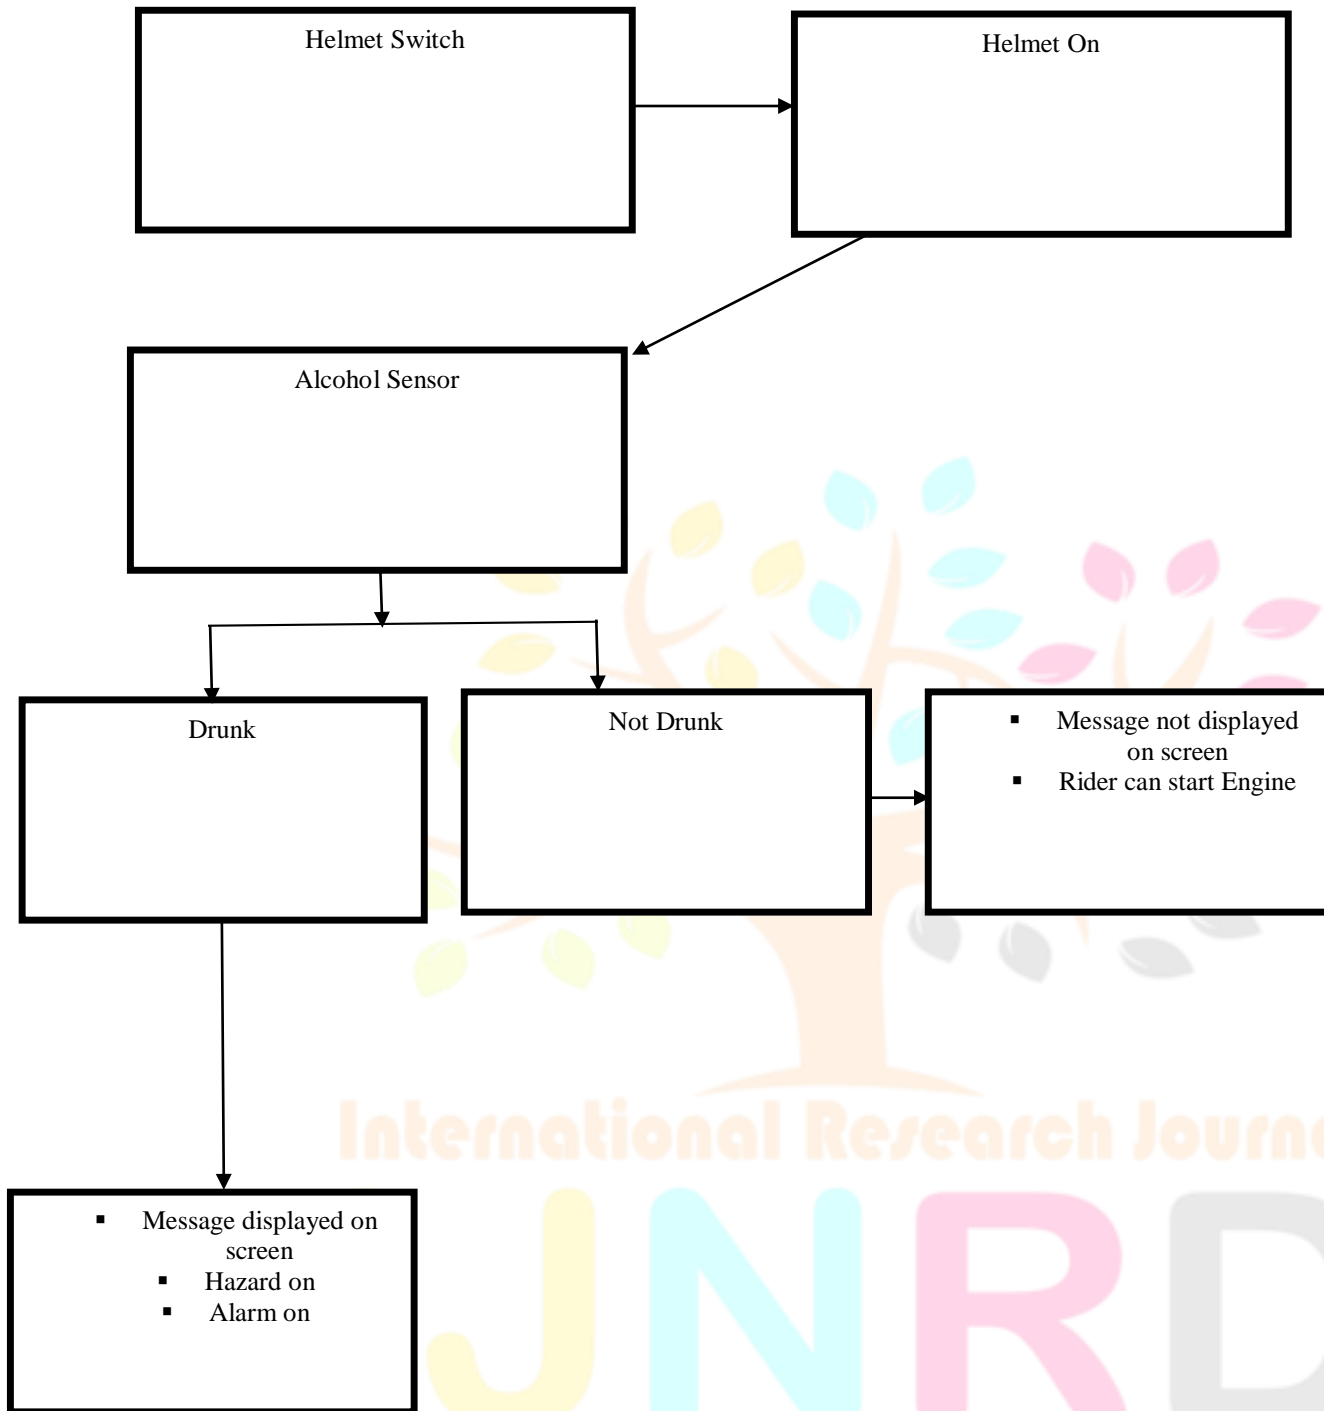 Helmet Switch
Helmet On
Alcohol Sensor
Drunk
Not Drunk
▪ Message not displayed
on screen
▪ Rider can start Engine
International Research Journ
▪ Message displayed on
screen
▪ Hazard on
▪ Alarm on
JNRD